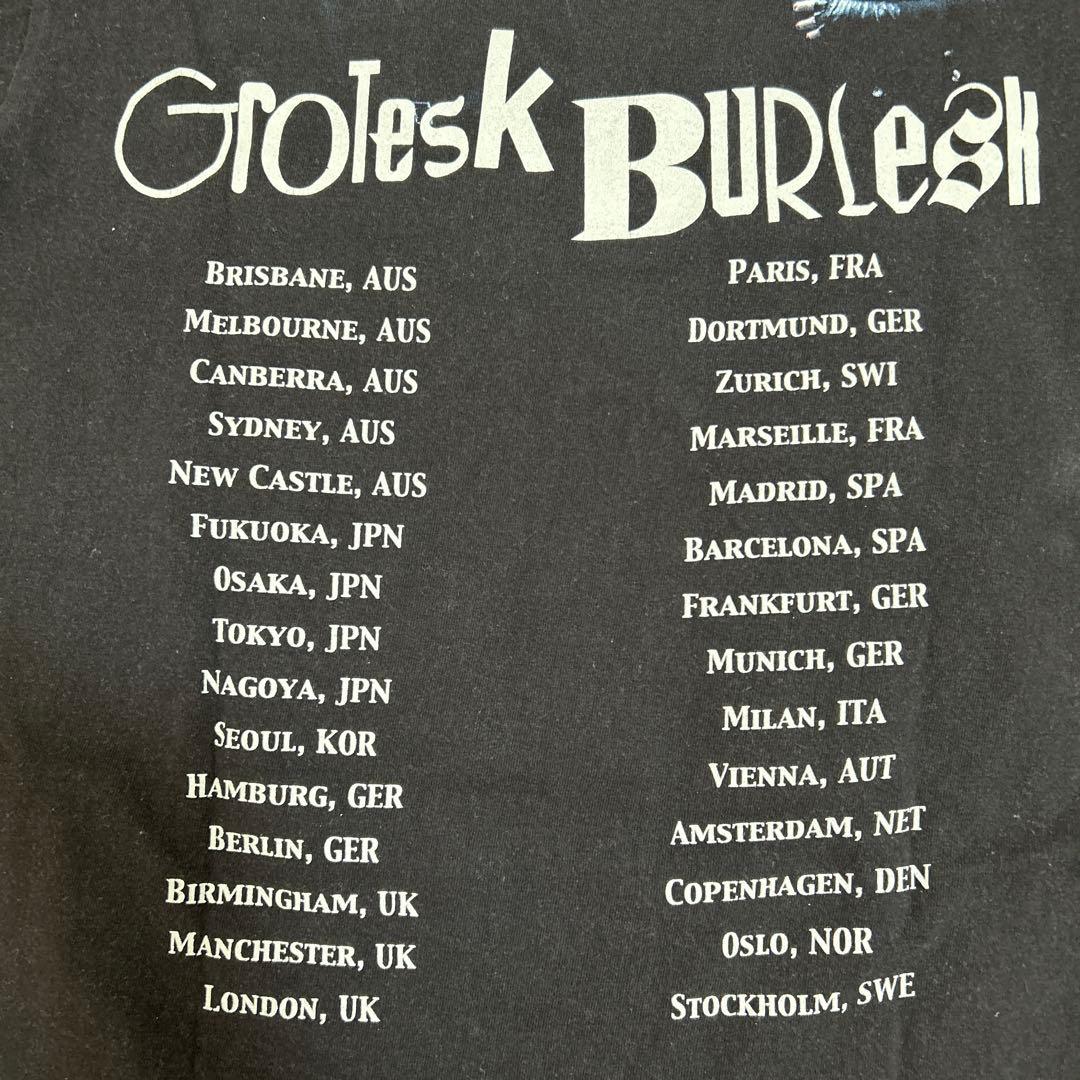 Grotesk Burlesk
Brisbane, AUS
Melbourne, AUS
Canberra, AUS
Sydney, AUS
New Castle, AUS
Fukuoka, JPN
Osaka, JPN
Tokyo, JPN
Nagoya, JPN
Seoul, KOR
Hamburg, GER
Berlin, GER
Birmingham, UK
Manchester, UK
London, UK
Paris, FRA
Dortmund, GER
Zurich, SWI
Marseille, FRA
Madrid, SPA
Barcelona, SPA
Frankfurt, GER
Munich, GER
Milan, ITA
Vienna, AUT
Amsterdam, NET
Copenhagen, DEN
Oslo, NOR
Stockholm, SWE